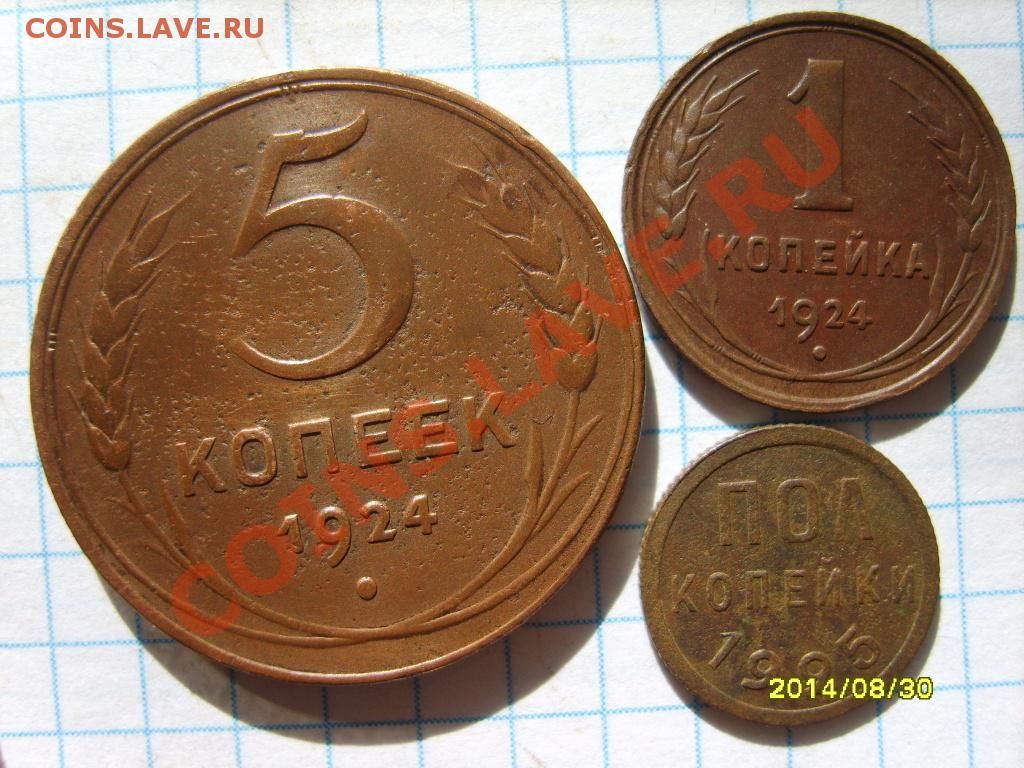 COINS.LAVE.RU
5
КОПЕЕК
1924
1
КОПЕЙКА
1924
ПОЛ
КОПЕЙКИ
1925
COINS.LAVE.RU
2014/08/30